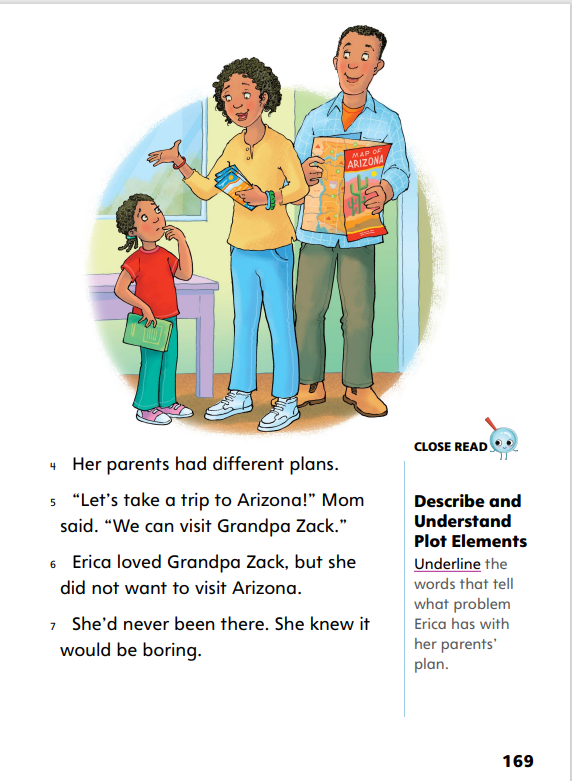 MAP OF
ARIZONA
4 Her parents had different plans.
5 “Let’s take a trip to Arizona!” Mom
said. “We can visit Grandpa Zack.”
6 Erica loved Grandpa Zack, but she
did not want to visit Arizona.
7 She’d never been there. She knew it
would be boring.
CLOSE READ
Describe and
Understand
Plot Elements
Underline the
words that tell
what problem
Erica has with
her parents’
plan.
169